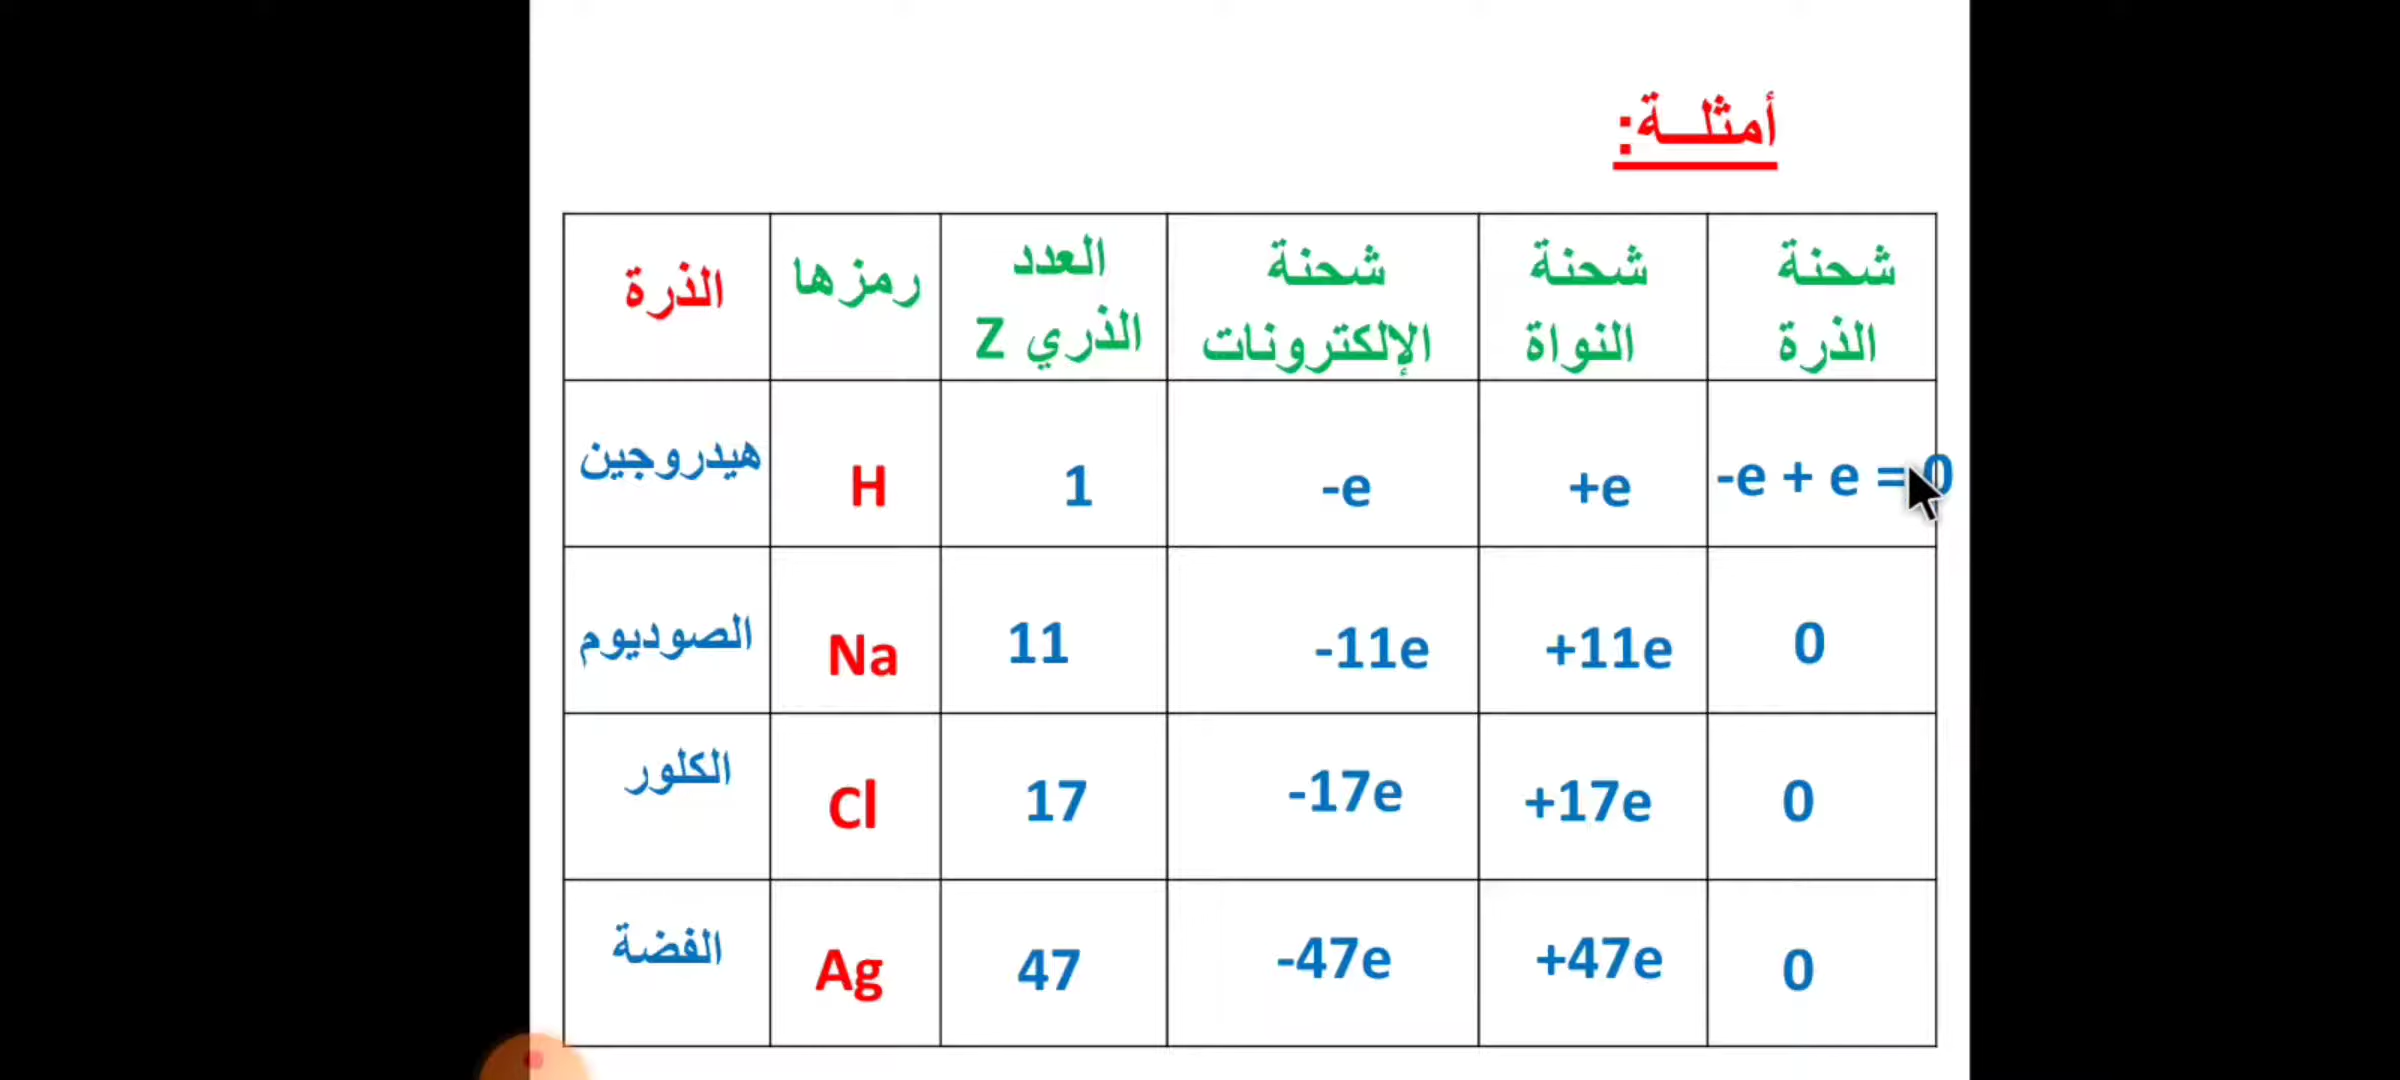 أمثلة:
الذرة رمزها العدد الذري Z شحنة الإلكترونات شحنة النواة شحنة الذرة
هيدروجين H 1 -e +e -e + e = 0
الصوديوم Na 11 -11e +11e 0
الكلور Cl 17 -17e +17e 0
الفضة Ag 47 -47e +47e 0